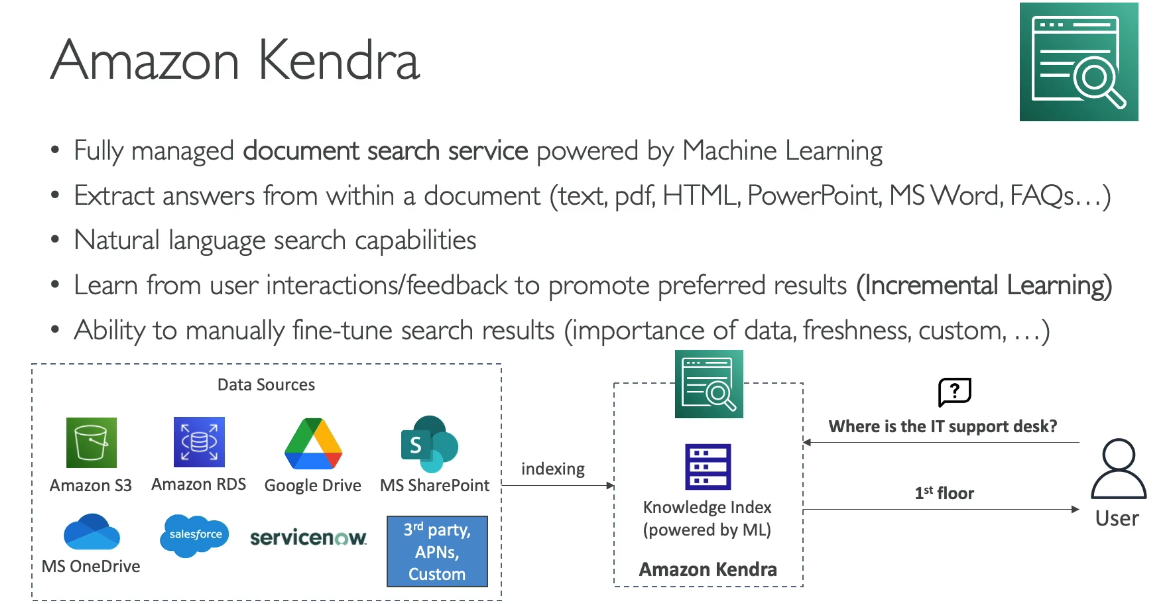 Amazon Kendra
• Fully managed document search service powered by Machine Learning
• Extract answers from within a document (text, pdf, HTML, PowerPoint, MS Word, FAQs…)
• Natural language search capabilities
• Learn from user interactions/feedback to promote preferred results (Incremental Learning)
• Ability to manually fine-tune search results (importance of data, freshness, custom, …)
Data Sources
Amazon S3
Amazon RDS
Google Drive
S
MS SharePoint
MS OneDrive
salesforce
servicenow
3rd party,
APNs,
Custom
indexing
Knowledge Index
(powered by ML)
Amazon Kendra
?
Where is the IT support desk?
1st floor
User